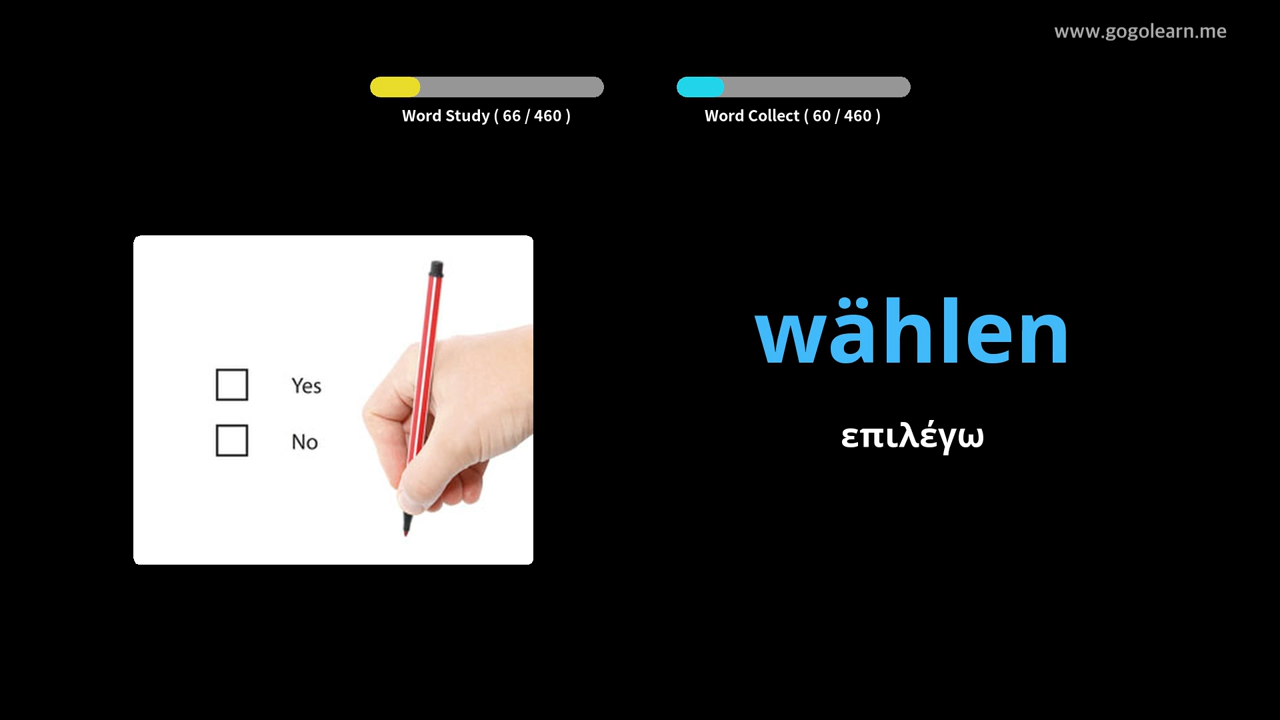 www.gogolearn.me
Word Study ( 66 / 460 )
Word Collect ( 60 / 460 )
Yes
No
wählen
επιλέγω